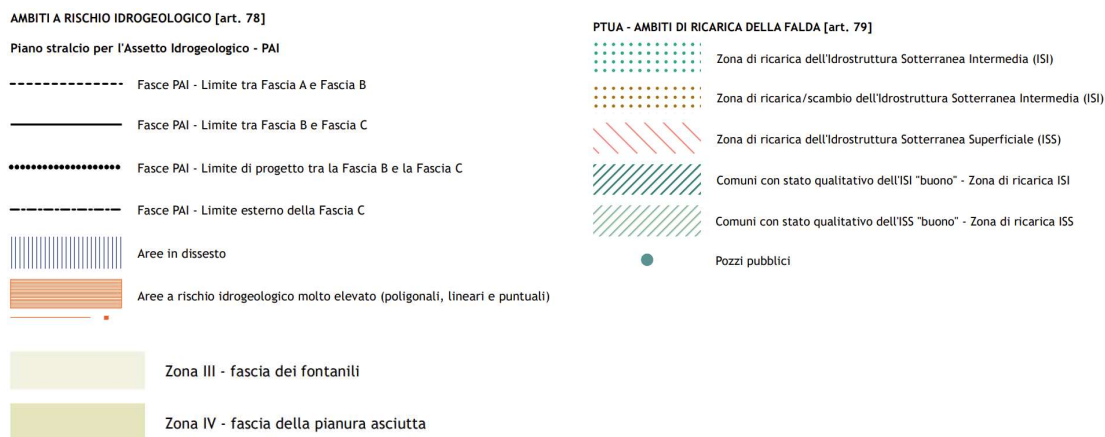 AMBITI A RISCHIO IDROGEOLOGICO [art. 78]
Piano stralcio per l'Assetto Idrogeologico - PAI
Fasce PAI - Limite tra Fascia A e Fascia B
Fasce PAI - Limite tra Fascia B e Fascia C
Fasce PAI - Limite di progetto tra la Fascia B e la Fascia C
Fasce PAI - Limite esterno della Fascia C
Aree in dissesto
Aree a rischio idrogeologico molto elevato (poligonali, lineari e puntuali)
Zona III - fascia dei fontanili
Zona IV - fascia della pianura asciutta
PTUA - AMBITI DI RICARICA DELLA FALDA [art. 79]
Zona di ricarica dell'Idrostruttura Sotterranea Intermedia (ISI)
Zona di ricarica/scambio dell'Idrostruttura Sotterranea Intermedia (ISI)
Zona di ricarica dell'Idrostruttura Sotterranea Superficiale (ISS)
Comuni con stato qualitativo dell'ISI "buono" - Zona di ricarica ISI
Comuni con stato qualitativo dell'ISS "buono" - Zona di ricarica ISS
Pozzi pubblici